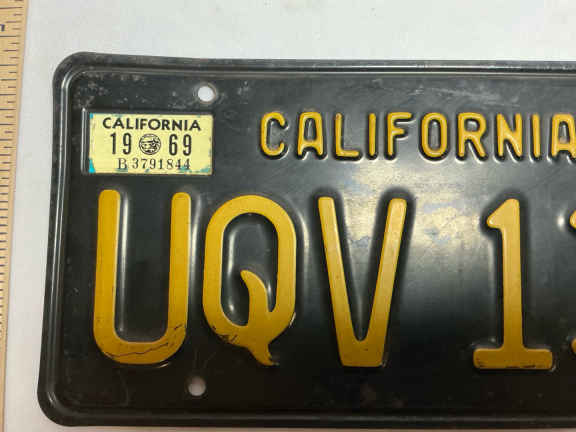 CALIFORNIA
19 69
B 3791844
CALIFORNIA
UQV 1